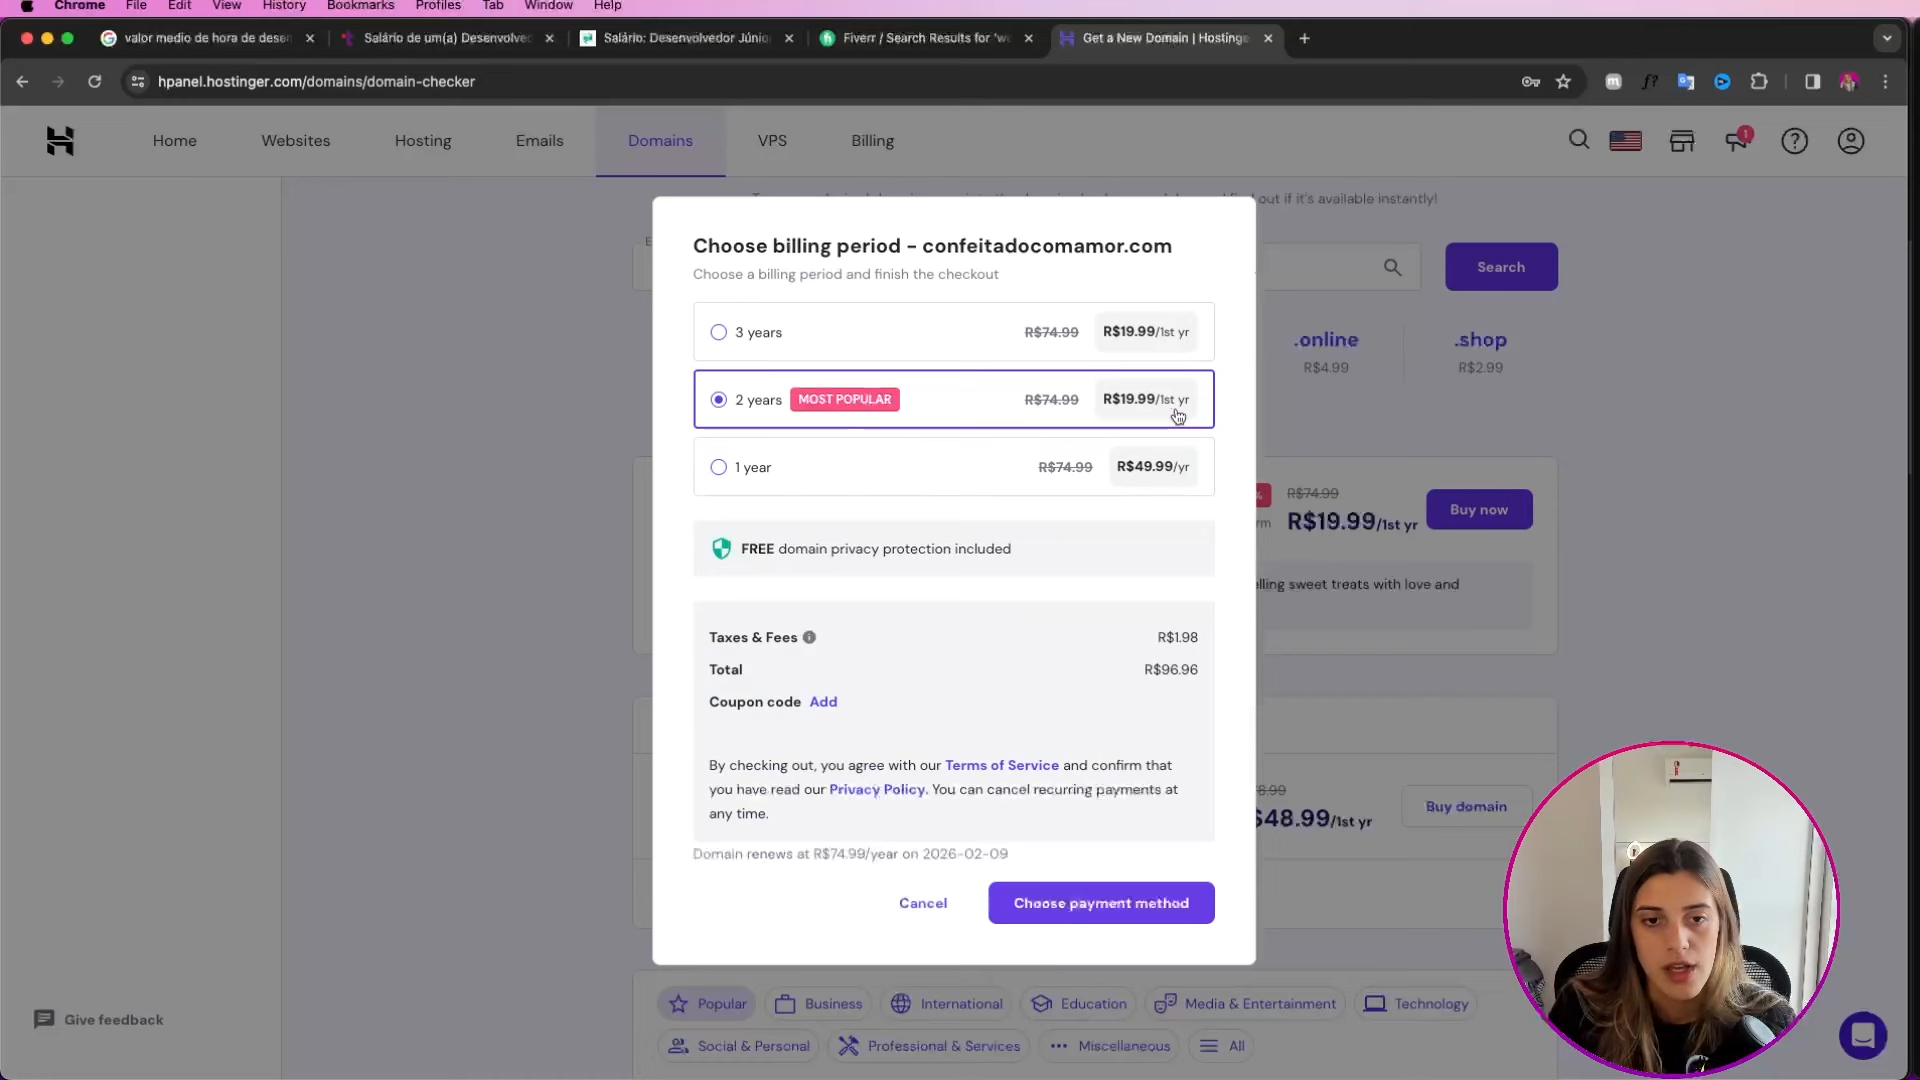 Chrome File Edit View History Bookmarks Profiles Tab Window Help
valor medio de hora de desen
Salário de um(a) Desenvolve
Salário: Desenvolvedor Júnio
Fiverr / Search Results for 'w
Get a New Domain | Hostinge
hpanel.hostinger.com/domains/domain-checker
Home Websites Hosting Emails Domains VPS Billing
1
out if it's available instantly!
Choose billing period - confeitadocomamor.com
Choose a billing period and finish the checkout
Search
3 years R$74.99 R$19.99/1st yr
.online
R$4.99
.shop
R$2.99
2 years MOST POPULAR R$74.99 R$19.99/1st yr
1 year R$74.99 R$49.99/yr
R$74.99
R$19.99/1st yr
Buy now
FREE domain privacy protection included
elling sweet treats with love and
Taxes & Fees R$1.98
Total R$96.96
Coupon code Add
By checking out, you agree with our Terms of Service and confirm that
you have read our Privacy Policy. You can cancel recurring payments at
any time.
$48.99/1st yr
Buy domain
Domain renews at R$74.99/year on 2026-02-09
Cancel Choose payment method
Popular Business International Education Media & Entertainment Technology
Social & Personal Professional & Services Miscellaneous All
Give feedback